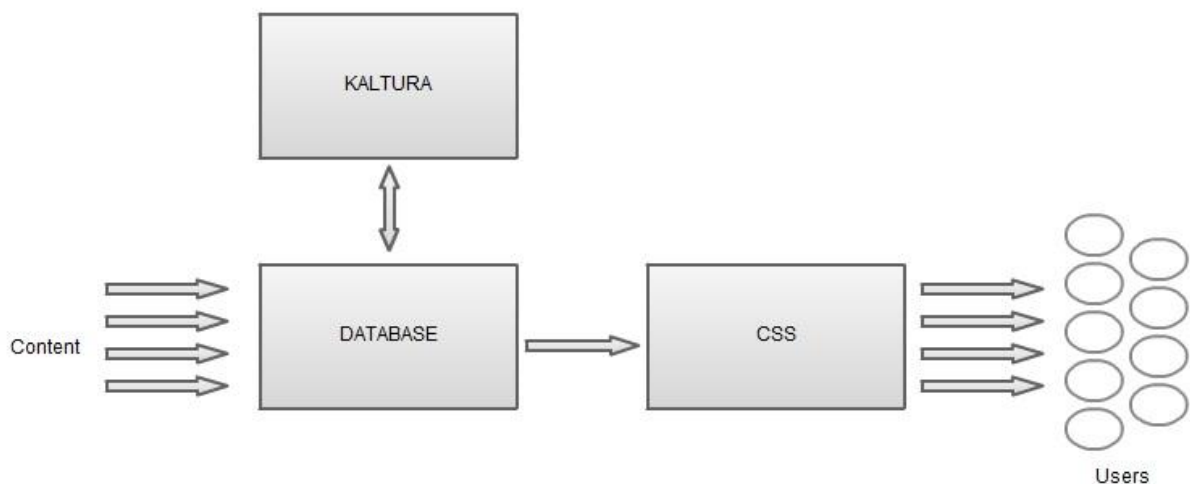 KALTURA
Content
DATABASE
CSS
Users